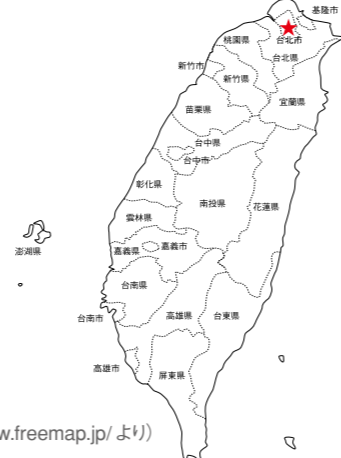 基隆市
桃園県
台北市
台北県
新竹市
新竹県
宜蘭県
苗栗県
台中県
台中市
彰化県
南投県
花蓮県
雲林県
澎湖県
嘉義県
嘉義市
台南県
台南市
高雄県
台東県
高雄市
屏東県
w.freemap.jp/ より）